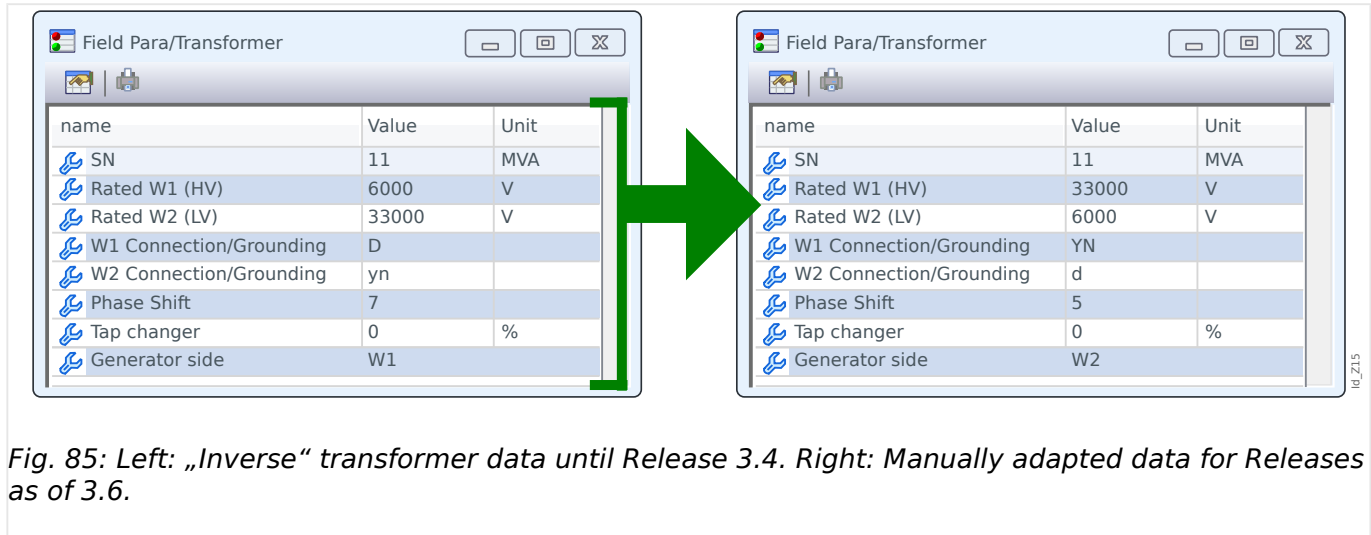 Field Para/Transformer
name Value Unit
SN 11 MVA
Rated W1 (HV) 6000 V
Rated W2 (LV) 33000 V
W1 Connection/Grounding D
W2 Connection/Grounding yn
Phase Shift 7
Tap changer 0 %
Generator side W1
Field Para/Transformer
name Value Unit
SN 11 MVA
Rated W1 (HV) 33000 V
Rated W2 (LV) 6000 V
W1 Connection/Grounding YN
W2 Connection/Grounding d
Phase Shift 5
Tap changer 0 %
Generator side W2
Id_Z15
Fig. 85: Left: „Inverse“ transformer data until Release 3.4. Right: Manually adapted data for Releases
as of 3.6.